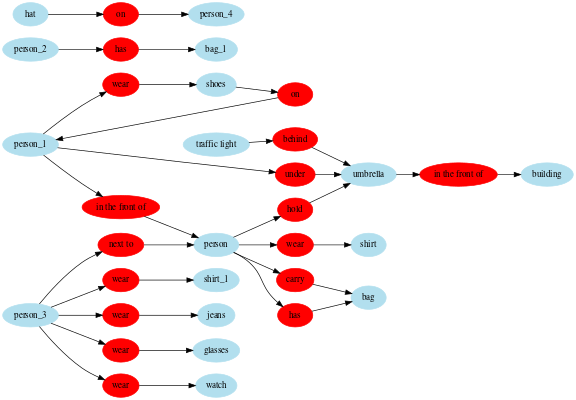 hat on person_4
person_2 has bag_1
wear shoes
on
person_1 traffic light behind
under umbrella in the front of building
in the front of hold
next to person wear shirt
wear shirt_1 carry
bag
person_3 wear jeans has
wear glasses
wear watch